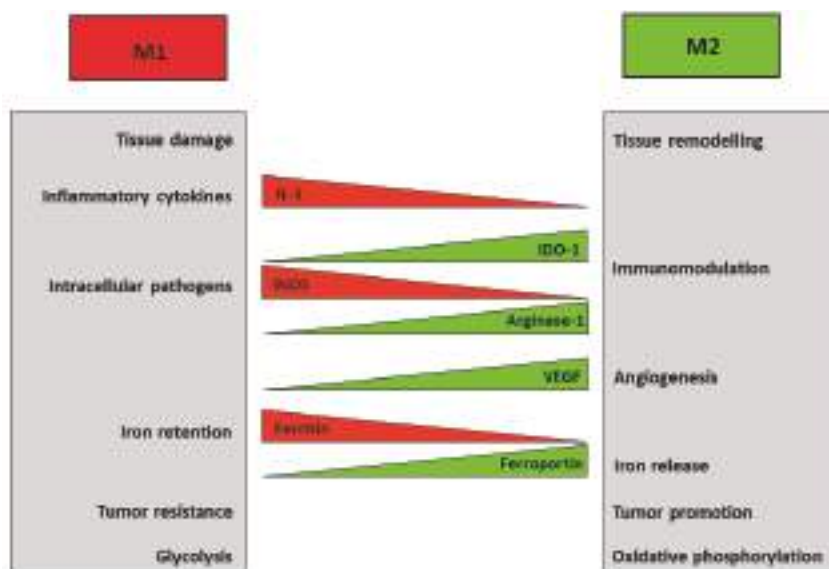 M1
M2
Tissue damage
Tissue remodelling
Inflammatory cytokines
IDO-1
Immunomodulation
Intracellular pathogens
iNOS
Arginase-1
VEGF
Angiogenesis
Iron retention
Ferritin
Ferroportin
Iron release
Tumor resistance
Tumor promotion
Glycolysis
Oxidative phosphorylation